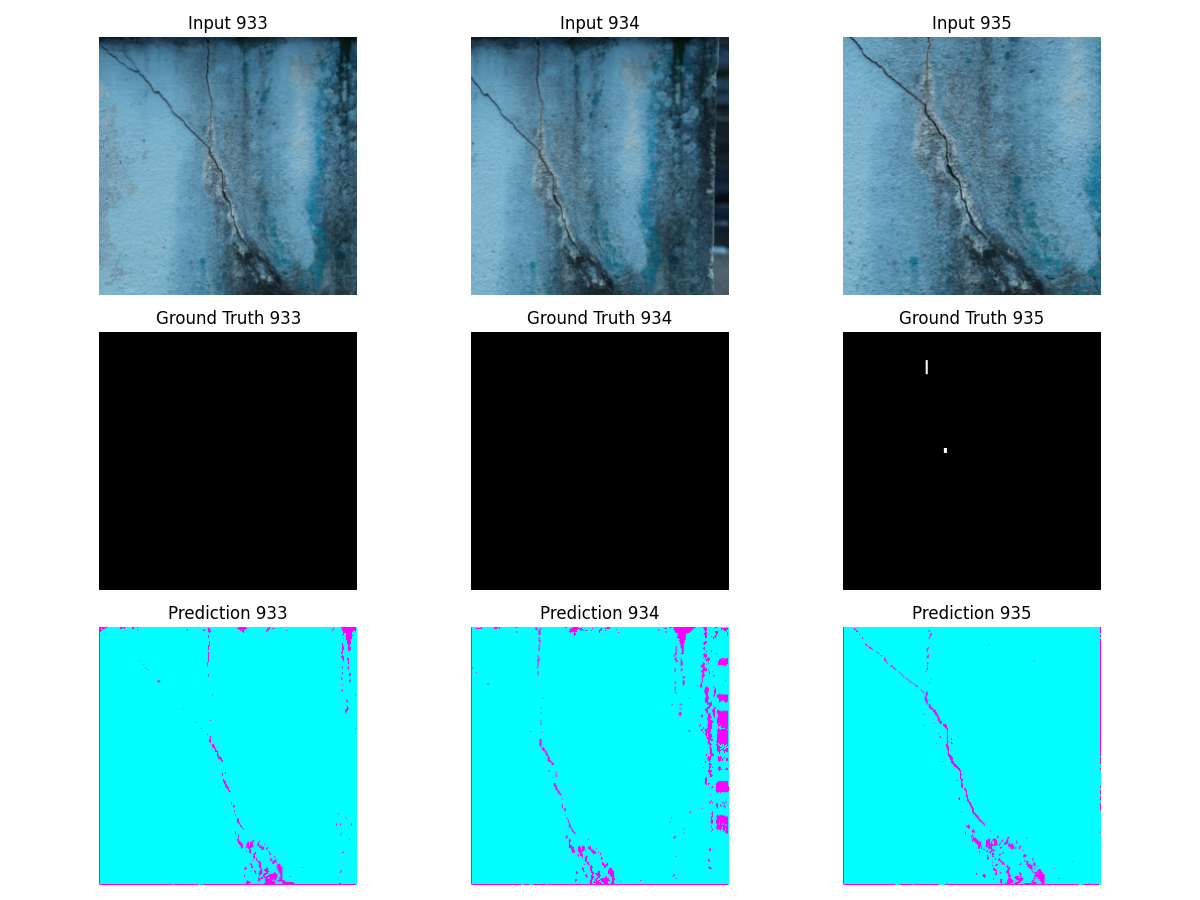 Input 933
Input 934
Input 935
Ground Truth 933
Ground Truth 934
Ground Truth 935
Prediction 933
Prediction 934
Prediction 935